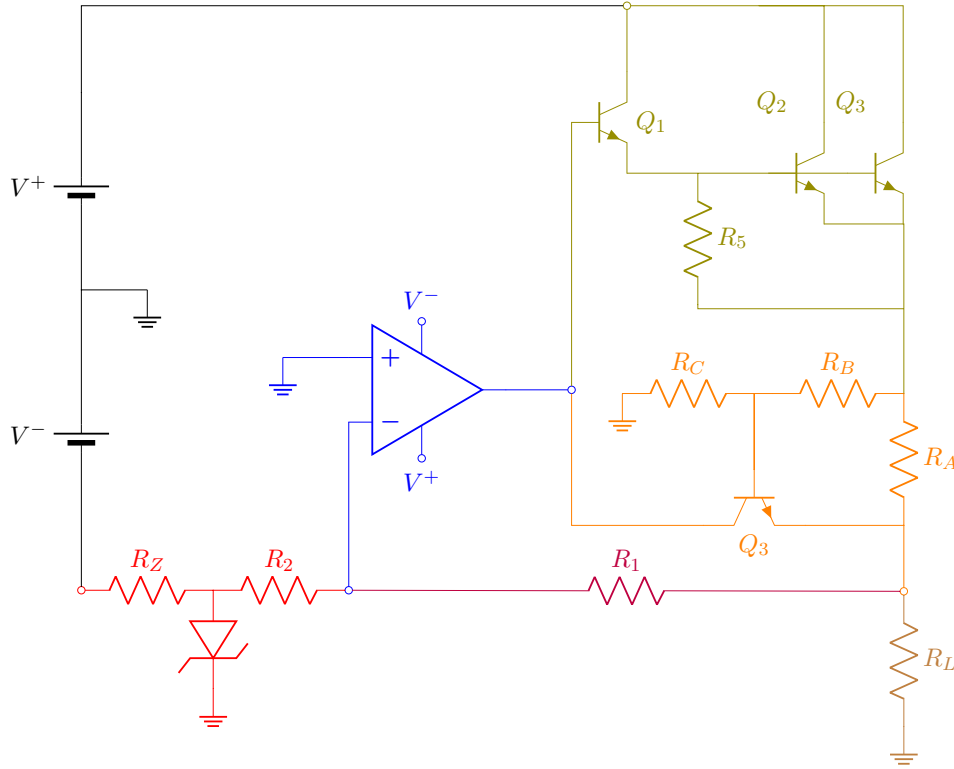 Q₂
Q₃
Q₁
V⁺
R₅
V⁻
+
R_C
R_B
−
V⁻
R_A
V⁺
Q₃
R_Z
R₂
R₁
R_L